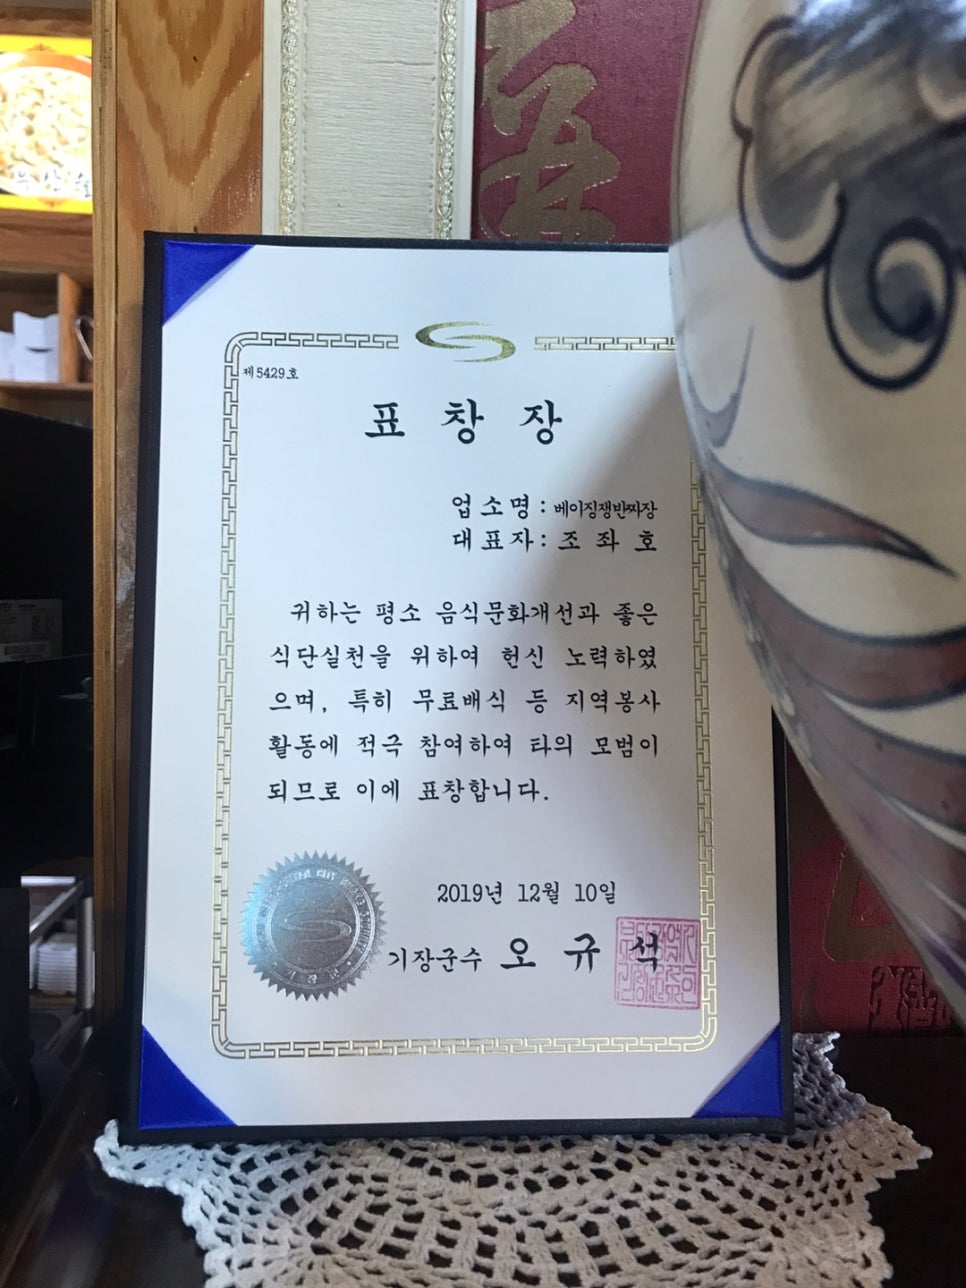 제5429호
표 창 장
업소명 : 베이징쟁반짜장
대표자 : 조 좌 호
귀하는 평소 음식문화개선과 좋은
식단실천을 위하여 헌신 노력하였
으며, 특히 무료배식 등 지역봉사
활동에 적극 참여하여 타의 모범이
되므로 이에 표창합니다.
2019년 12월 10일
기장군수 오 규 석